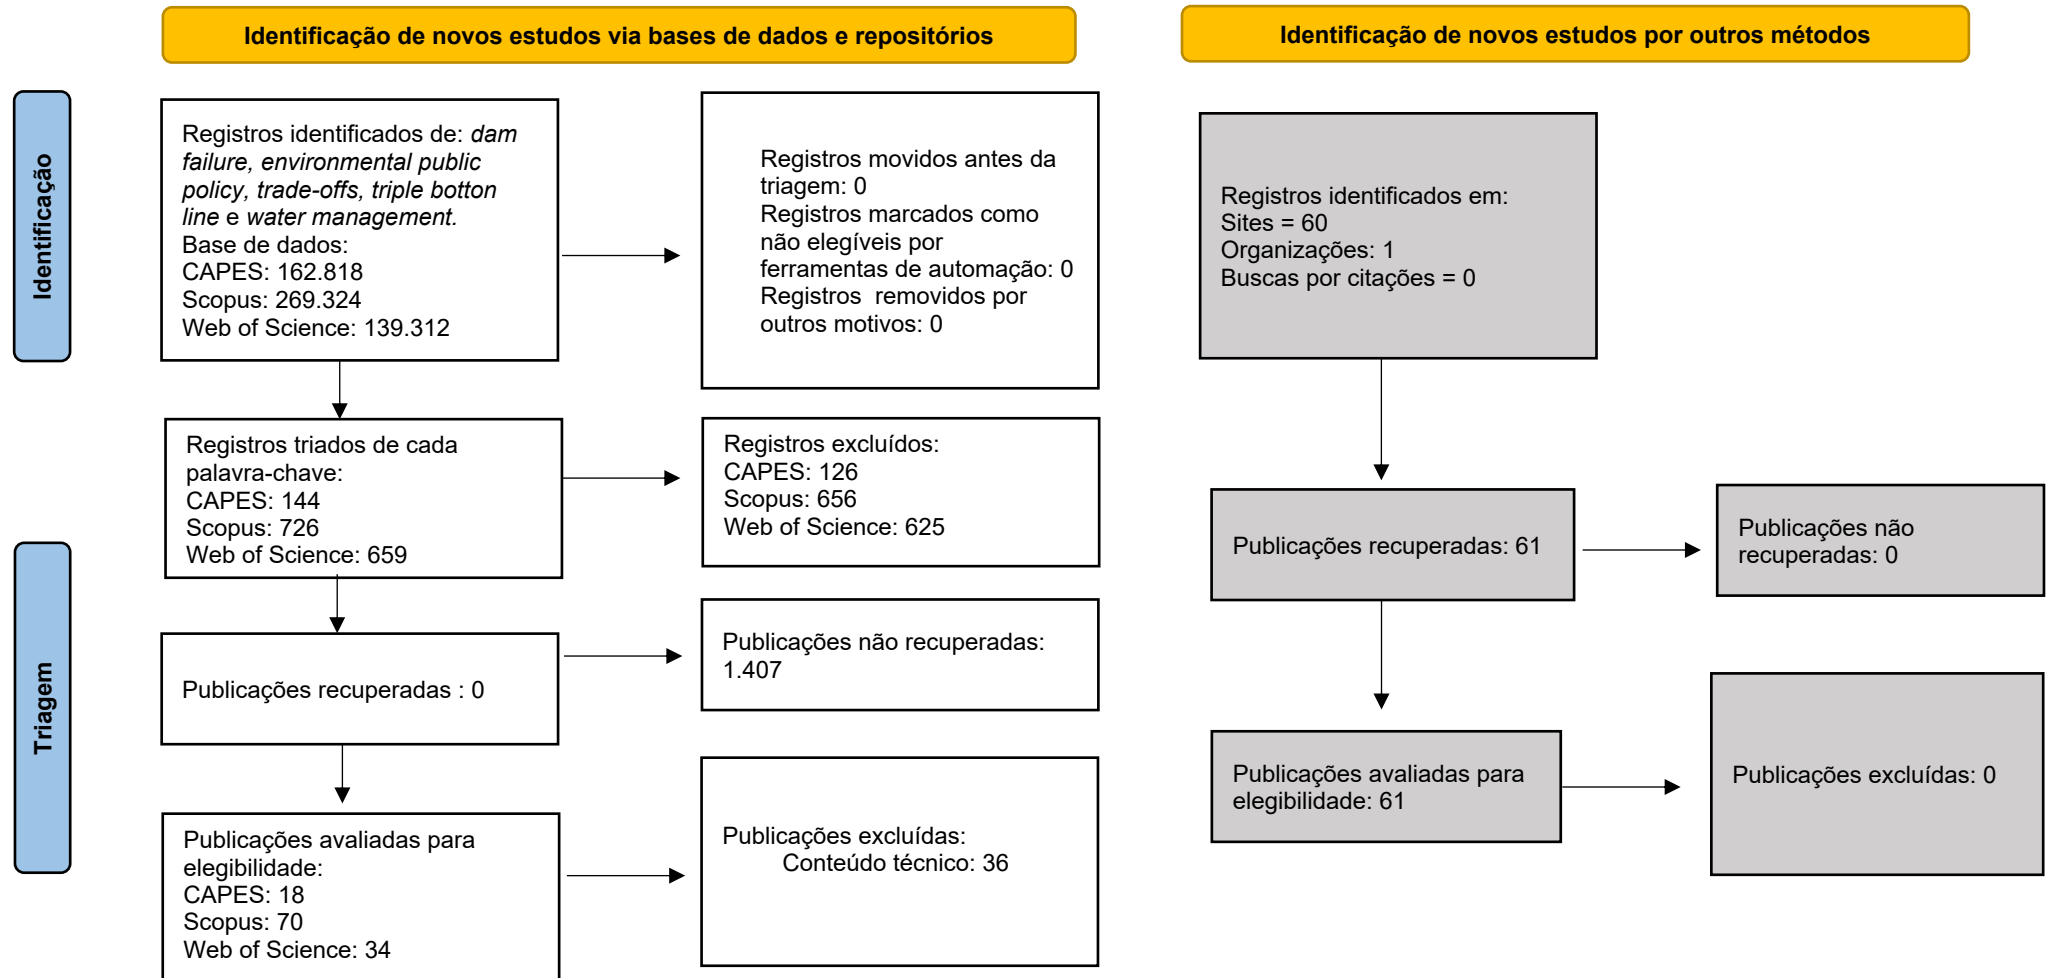 Identificação de novos estudos via bases de dados e repositórios
Identificação de novos estudos por outros métodos
Identificação
Registros identificados de: dam
failure, environmental public
policy, trade-offs, triple botton
line e water management.
Base de dados:
CAPES: 162.818
Scopus: 269.324
Web of Science: 139.312
Registros movidos antes da
triagem: 0
Registros marcados como
não elegíveis por
ferramentas de automação: 0
Registros removidos por
outros motivos: 0
Registros identificados em:
Sites = 60
Organizações: 1
Buscas por citações = 0
Triagem
Registros triados de cada
palavra-chave:
CAPES: 144
Scopus: 726
Web of Science: 659
Registros excluídos:
CAPES: 126
Scopus: 656
Web of Science: 625
Publicações recuperadas: 61
Publicações não
recuperadas: 0
Publicações recuperadas : 0
Publicações não recuperadas:
1.407
Publicações avaliadas para
elegibilidade: 61
Publicações excluídas: 0
Publicações avaliadas para
elegibilidade:
CAPES: 18
Scopus: 70
Web of Science: 34
Publicações excluídas:
Conteúdo técnico: 36